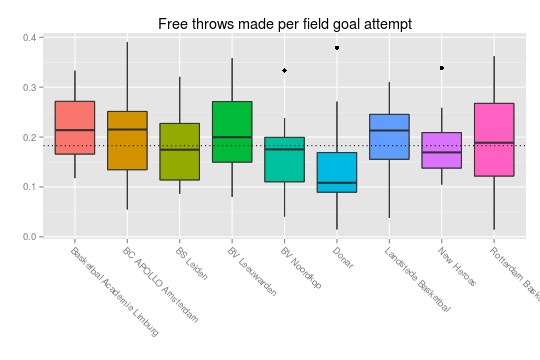 Free throws made per field goal attempt
0.4
0.3
0.2
0.1
0.0
Basketbal Academie Limburg
BC APOLLO Amsterdam
BS Leiden
BV Leeuwarden
BV Noordkop
Donar
Landstede Basketbal
New Heroes
Rotterdam Bask